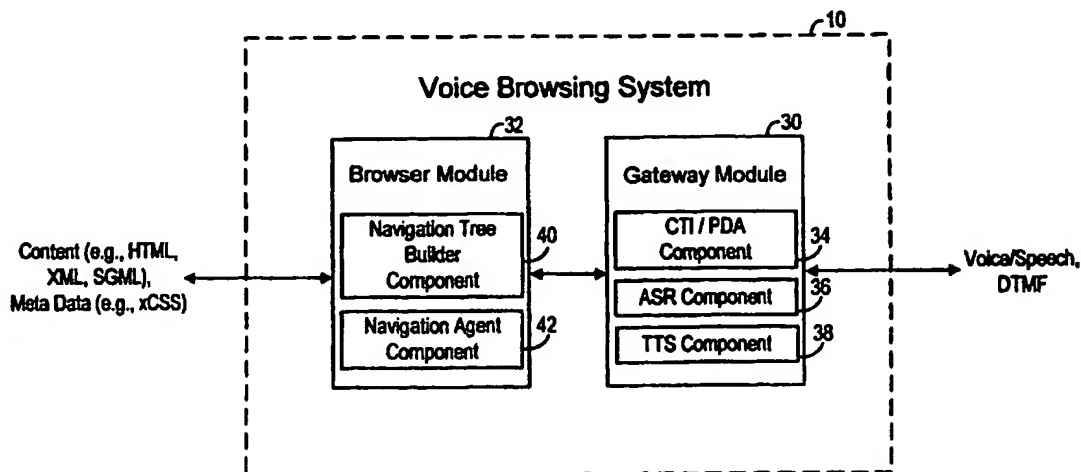 10
Voice Browsing System
32
30
Browser Module
Gateway Module
Navigation Tree
Builder
Component
40
CTI / PDA
Component
34
ASR Component
36
Navigation Agent
Component
42
TTS Component
38
Content (e.g., HTML,
XML, SGML),
Meta Data (e.g., xCSS)
Voice/Speech,
DTMF